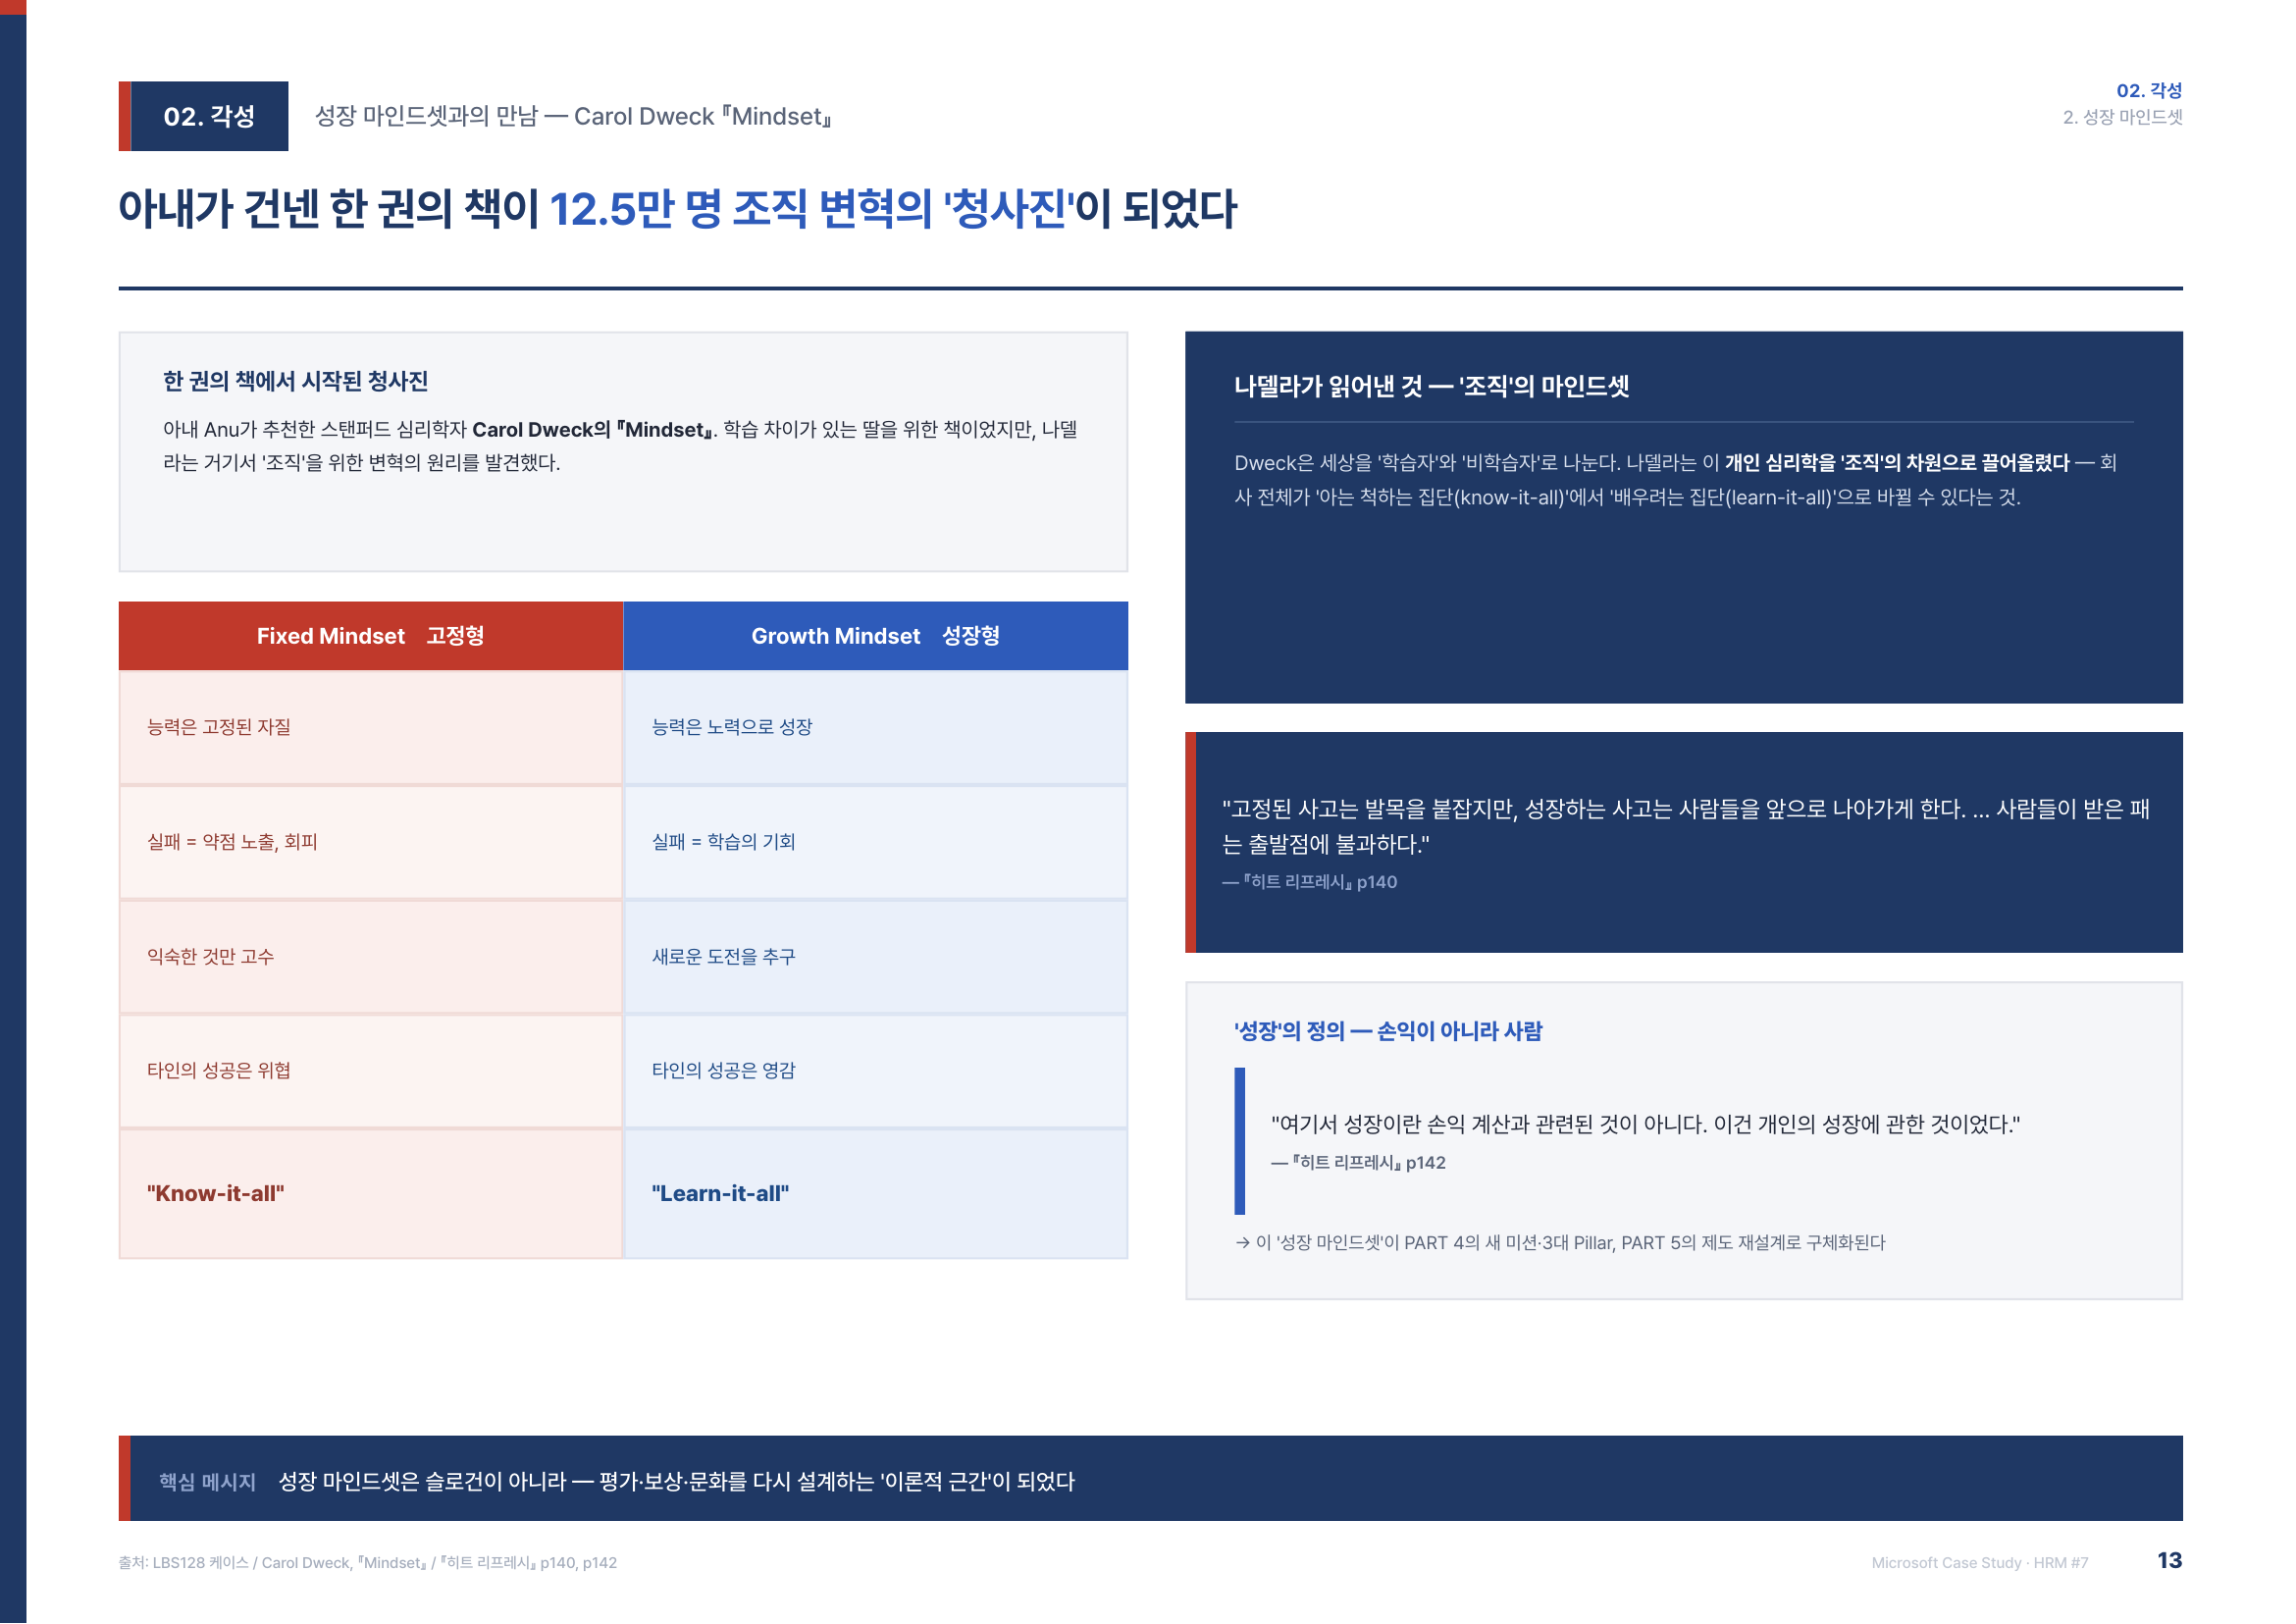 02. 각성
성장 마인드셋과의 만남 — Carol Dweck 『Mindset』
02. 각성
2. 성장 마인드셋
아내가 건넨 한 권의 책이 12.5만 명 조직 변혁의 '청사진'이 되었다
한 권의 책에서 시작된 청사진
아내 Anu가 추천한 스탠퍼드 심리학자 Carol Dweck의 『Mindset』. 학습 차이가 있는 딸을 위한 책이었지만, 나델
라는 거기서 '조직'을 위한 변혁의 원리를 발견했다.
Fixed Mindset 고정형
Growth Mindset 성장형
능력은 고정된 자질
능력은 노력으로 성장
실패 = 약점 노출, 회피
실패 = 학습의 기회
익숙한 것만 고수
새로운 도전을 추구
타인의 성공은 위협
타인의 성공은 영감
"Know-it-all"
"Learn-it-all"
나델라가 읽어낸 것 — '조직'의 마인드셋
Dweck은 세상을 '학습자'와 '비학습자'로 나눈다. 나델라는 이 개인 심리학을 '조직'의 차원으로 끌어올렸다 — 회
사 전체가 '아는 척하는 집단(know-it-all)'에서 '배우려는 집단(learn-it-all)'으로 바뀔 수 있다는 것.
"고정된 사고는 발목을 붙잡지만, 성장하는 사고는 사람들을 앞으로 나아가게 한다. ... 사람들이 받은 패
는 출발점에 불과하다."
— 『히트 리프레시』 p140
'성장'의 정의 — 손익이 아니라 사람
"여기서 성장이란 손익 계산과 관련된 것이 아니다. 이건 개인의 성장에 관한 것이었다."
— 『히트 리프레시』 p142
→ 이 '성장 마인드셋'이 PART 4의 새 미션·3대 Pillar, PART 5의 제도 재설계로 구체화된다
핵심 메시지 성장 마인드셋은 슬로건이 아니라 — 평가·보상·문화를 다시 설계하는 '이론적 근간'이 되었다
출처: LBS128 케이스 / Carol Dweck, 『Mindset』 / 『히트 리프레시』 p140, p142
Microsoft Case Study · HRM #7
13